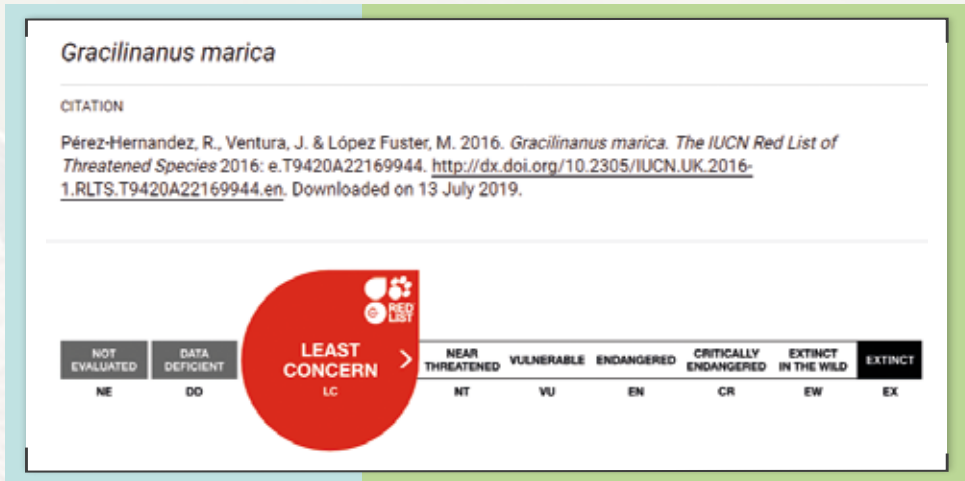 Gracilinanus marica
CITATION
Pérez-Hernandez, R., Ventura, J. & López Fuster, M. 2016. Gracilinanus marica. The IUCN Red List of
Threatened Species 2016: e.T9420A22169944. http://dx.doi.org/10.2305/IUCN.UK.2016-
1.RLTS.T9420A22169944.en. Downloaded on 13 July 2019.
RED
LIST
NOT
EVALUATED
NE
DATA
DEFICIENT
DD
LEAST
CONCERN
LC
NEAR
THREATENED
NT
VULNERABLE
VU
ENDANGERED
EN
CRITICALLY
ENDANGERED
CR
EXTINCT
IN THE WILD
EW
EXTINCT
EX